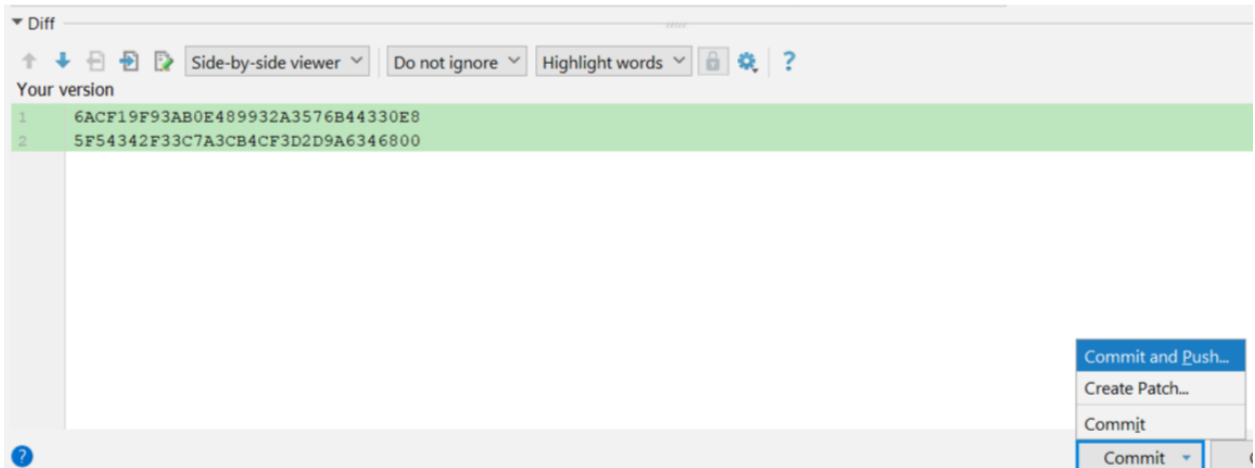 Diff
Side-by-side viewer Do not ignore Highlight words ?
Your version
1 6ACF19F93AB0E489932A3576B44330E8
2 5F54342F33C7A3CB4CF3D2D9A6346800
Commit and Push...
Create Patch...
Commit
? Commit